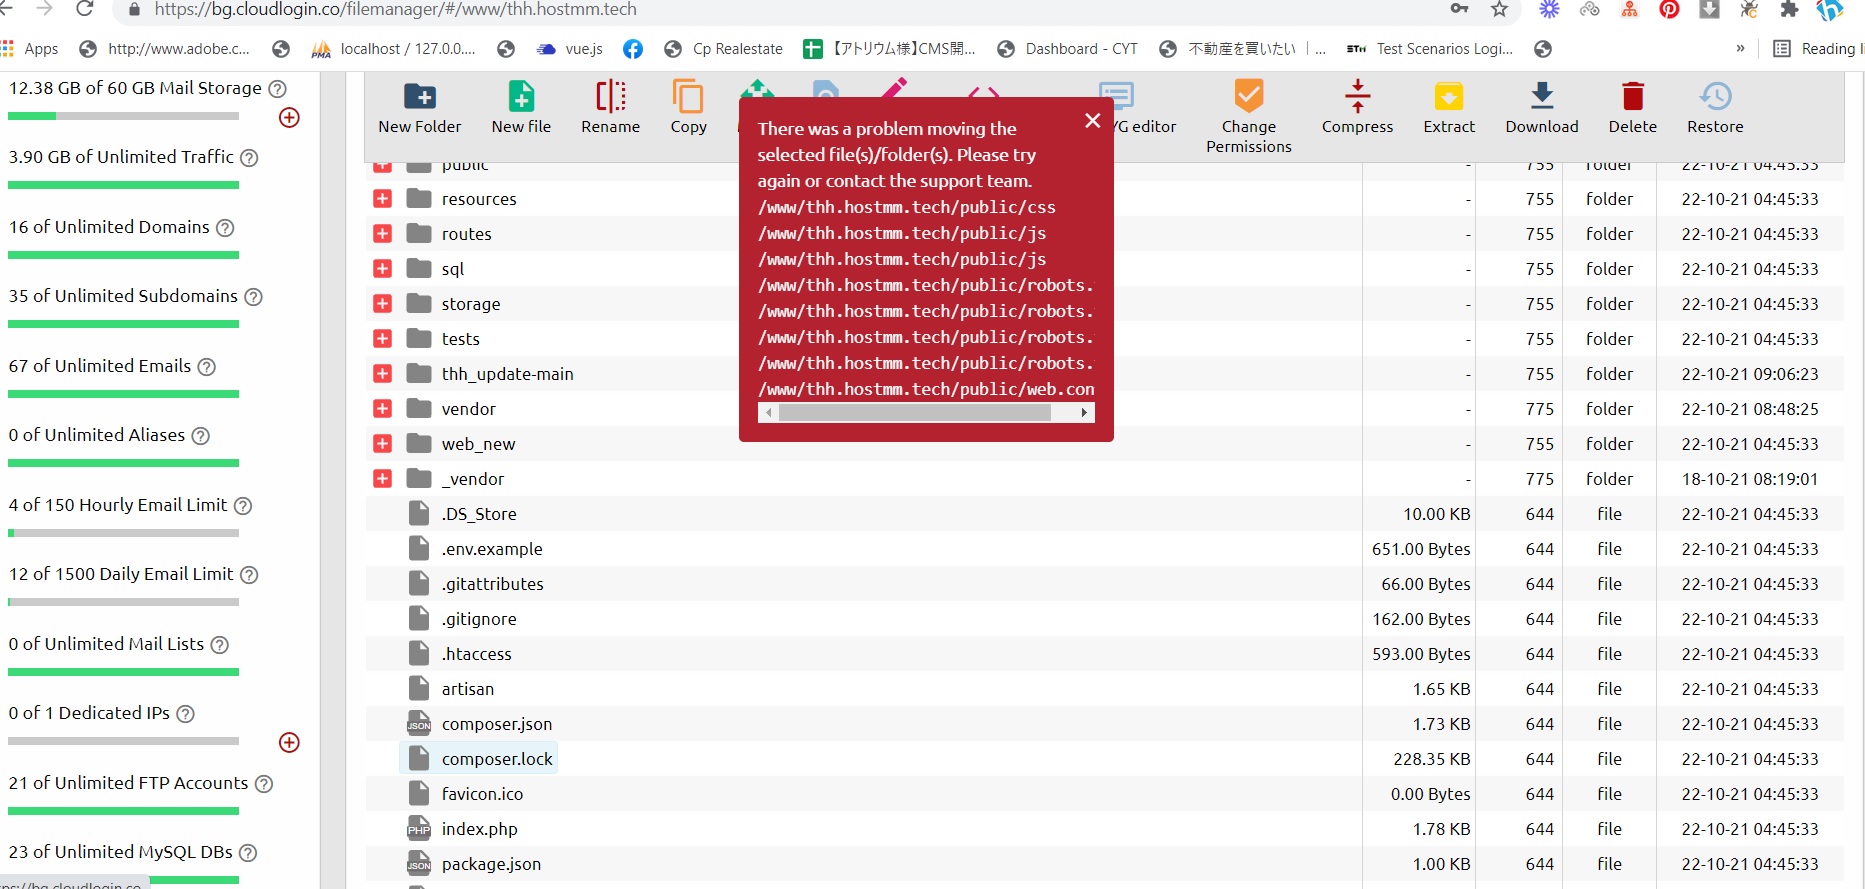 https://bg.cloudlogin.co/filemanager/#/www/thh.hostmm.tech
Apps http://www.adobe.c... localhost / 127.0.0.... vue.js Cp Realestate 【アトリウム様】CMS開... Dashboard - CYT 不動産を買いたい ｜... STH Test Scenarios Logi... » Reading li
PMA
12.38 GB of 60 GB Mail Storage
3.90 GB of Unlimited Traffic
16 of Unlimited Domains
35 of Unlimited Subdomains
67 of Unlimited Emails
0 of Unlimited Aliases
4 of 150 Hourly Email Limit
12 of 1500 Daily Email Limit
0 of Unlimited Mail Lists
0 of 1 Dedicated IPs
21 of Unlimited FTP Accounts
23 of Unlimited MySQL DBs
New Folder New file Rename Copy YG editor Change Permissions Compress Extract Download Delete Restore
There was a problem moving the
selected file(s)/folder(s). Please try
again or contact the support team.
/www/thh.hostmm.tech/public/css
/www/thh.hostmm.tech/public/js
/www/thh.hostmm.tech/public/js
/www/thh.hostmm.tech/public/robots.
/www/thh.hostmm.tech/public/robots.
/www/thh.hostmm.tech/public/robots.
/www/thh.hostmm.tech/public/robots.
/www/thh.hostmm.tech/public/web.con
public 755 folder 22-10-21 04:45:33
resources - 755 folder 22-10-21 04:45:33
routes - 755 folder 22-10-21 04:45:33
sql - 755 folder 22-10-21 04:45:33
storage - 755 folder 22-10-21 04:45:33
tests - 755 folder 22-10-21 04:45:33
thh_update-main - 755 folder 22-10-21 09:06:23
vendor - 775 folder 22-10-21 08:48:25
web_new - 755 folder 22-10-21 04:45:33
_vendor - 775 folder 18-10-21 08:19:01
.DS_Store 10.00 KB 644 file 22-10-21 04:45:33
.env.example 651.00 Bytes 644 file 22-10-21 04:45:33
.gitattributes 66.00 Bytes 644 file 22-10-21 04:45:33
.gitignore 162.00 Bytes 644 file 22-10-21 04:45:33
.htaccess 593.00 Bytes 644 file 22-10-21 04:45:33
artisan 1.65 KB 644 file 22-10-21 04:45:33
JSON composer.json 1.73 KB 644 file 22-10-21 04:45:33
composer.lock 228.35 KB 644 file 22-10-21 04:45:33
favicon.ico 0.00 Bytes 644 file 22-10-21 04:45:33
PHP index.php 1.78 KB 644 file 22-10-21 04:45:33
JSON package.json 1.00 KB 644 file 22-10-21 04:45:33